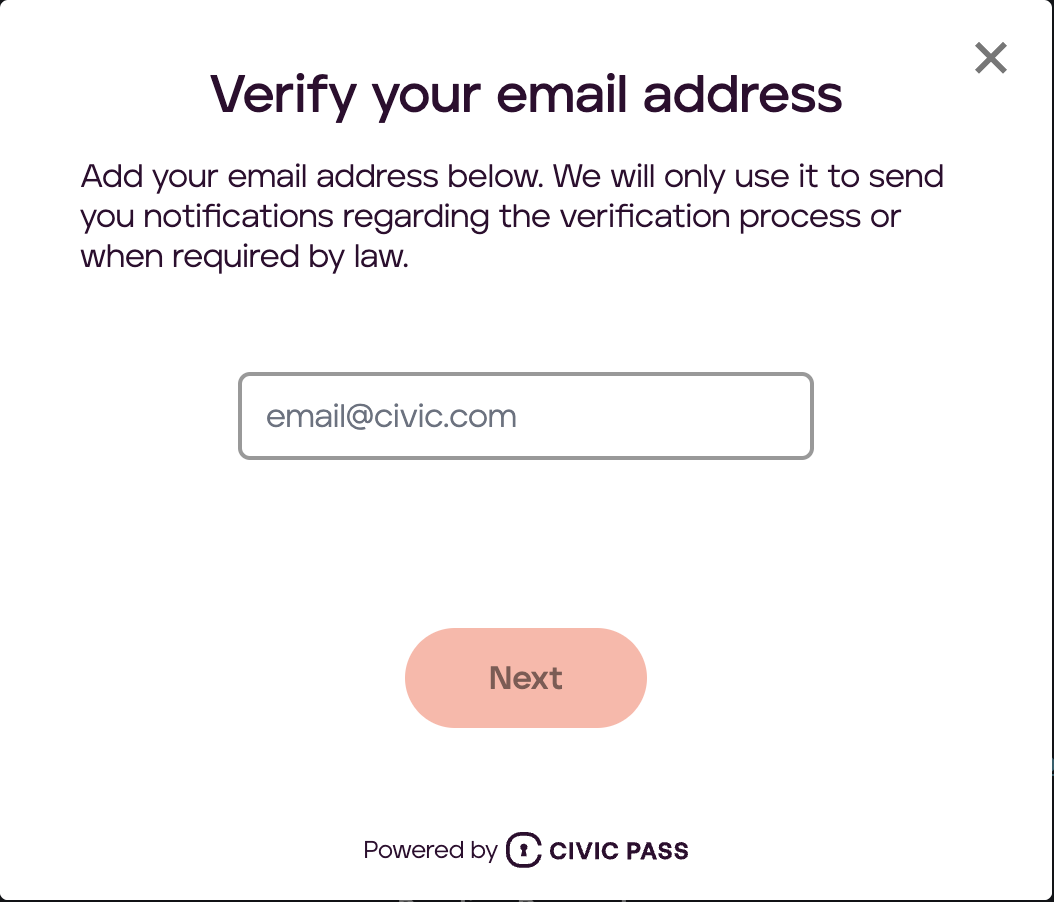 Verify your email address
Add your email address below. We will only use it to send
you notifications regarding the verification process or
when required by law.
email@civic.com
Next
Powered by CIVIC PASS